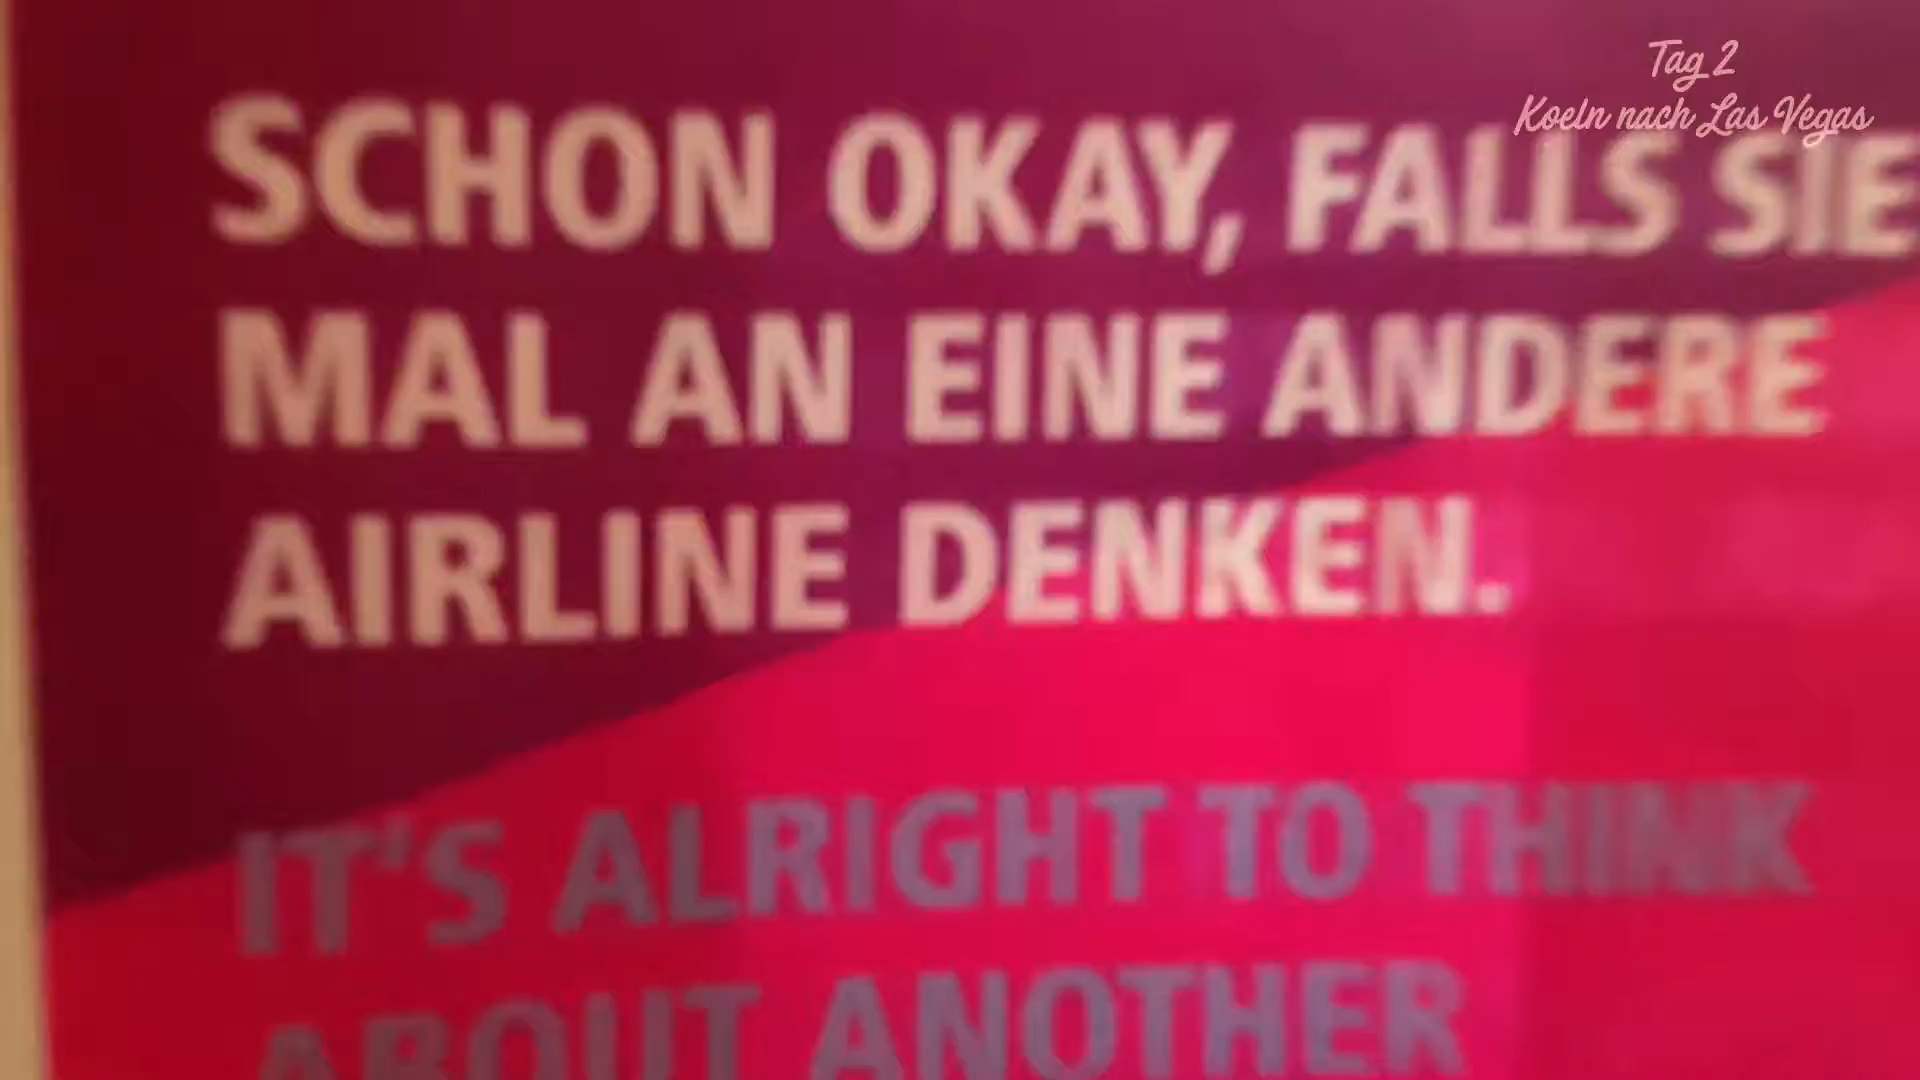 Tag 2
Koeln nach Las Vegas
SCHON OKAY, FALLS SIE
MAL AN EINE ANDERE
AIRLINE DENKEN.
IT'S ALRIGHT TO THINK
ABOUT ANOTHER